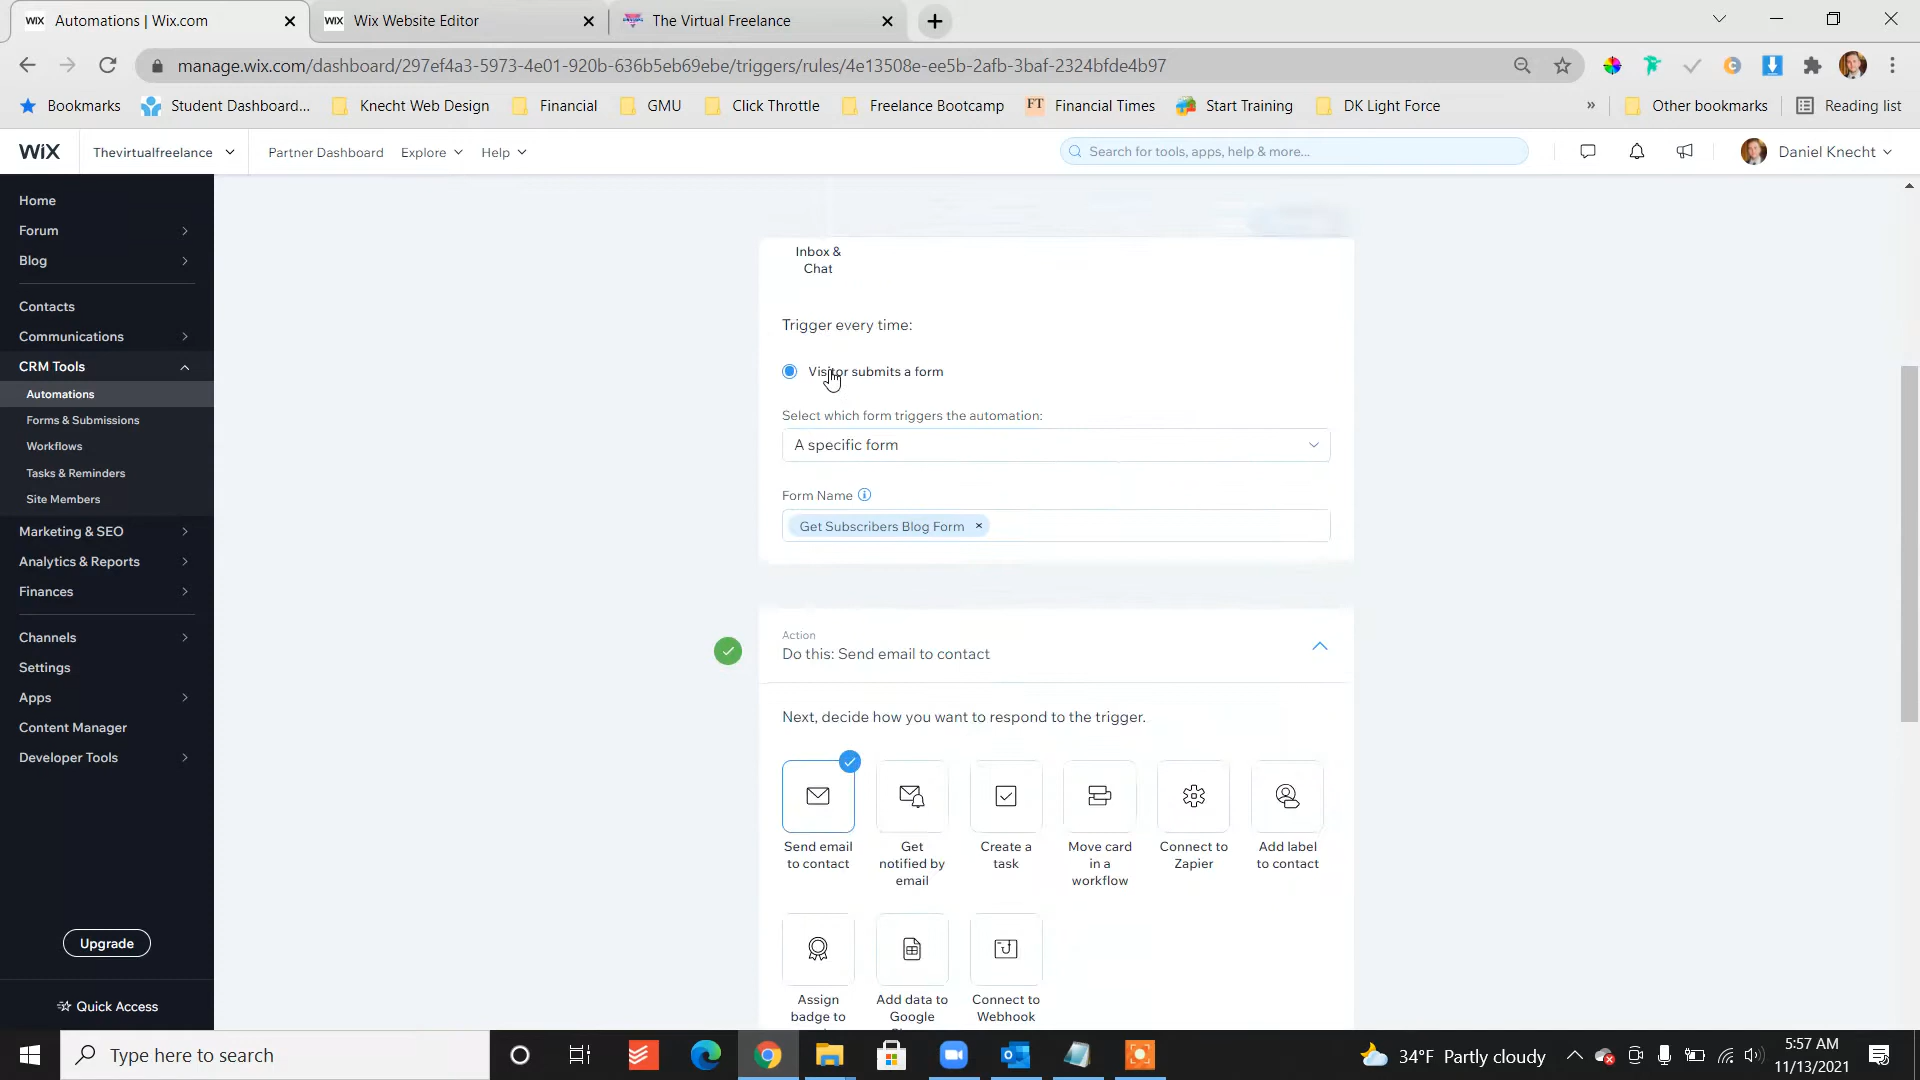 WiX Automations | Wix.com
WiX Wix Website Editor
The Virtual Freelance
manage.wix.com/dashboard/297ef4a3-5973-4e01-920b-636b5eb69ebe/triggers/rules/4e13508e-ee5b-2afb-3baf-2324bfde4b97
Bookmarks
Student Dashboard...
Knecht Web Design
Financial
GMU
Click Throttle
Freelance Bootcamp
FT Financial Times
Start Training
DK Light Force
»
Other bookmarks
Reading list
WiX
Thevirtualfreelance
Partner Dashboard
Explore
Help
Search for tools, apps, help & more...
Daniel Knecht
Home
Forum
Blog
Contacts
Communications
CRM Tools
Automations
Forms & Submissions
Workflows
Tasks & Reminders
Site Members
Marketing & SEO
Analytics & Reports
Finances
Channels
Settings
Apps
Content Manager
Developer Tools
Upgrade
Quick Access
Inbox &
Chat
Trigger every time:
Visitor submits a form
Select which form triggers the automation:
A specific form
Form Name
Get Subscribers Blog Form ×
Action
Do this: Send email to contact
Next, decide how you want to respond to the trigger.
Send email
to contact
Get
notified by
email
Create a
task
Move card
in a
workflow
Connect to
Zapier
Add label
to contact
Assign
badge to
Add data to
Google
Connect to
Webhook
Type here to search
34°F Partly cloudy
5:57 AM
11/13/2021